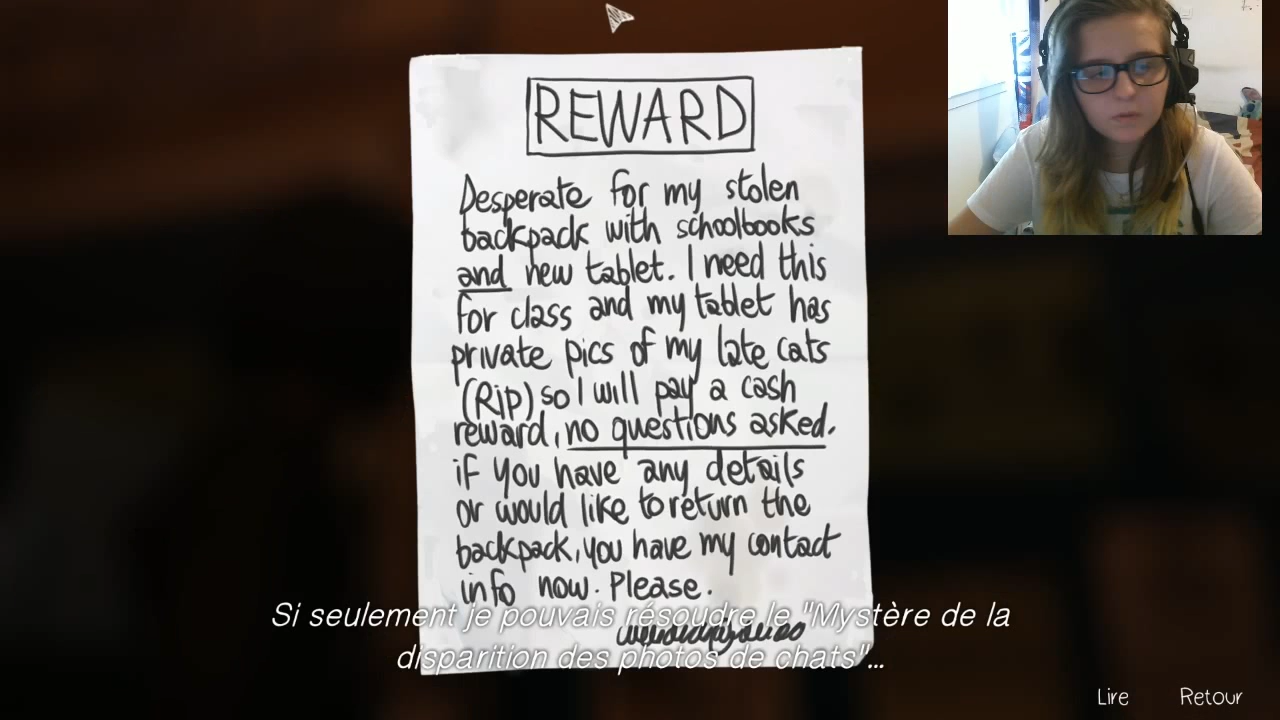 REWARD
Desperate for my stolen
backpack with schoolbooks
and new tablet. I need this
for class and my tablet has
private pics of my late cats
(Rip) so I will pay a cash
reward, no questions asked.
if you have any details
or would like to return the
backpack, you have my contact
info now. Please.
Si seulement je pouvais résoudre le "Mystère de la
disparition des photos de chats"...
Lire Retour